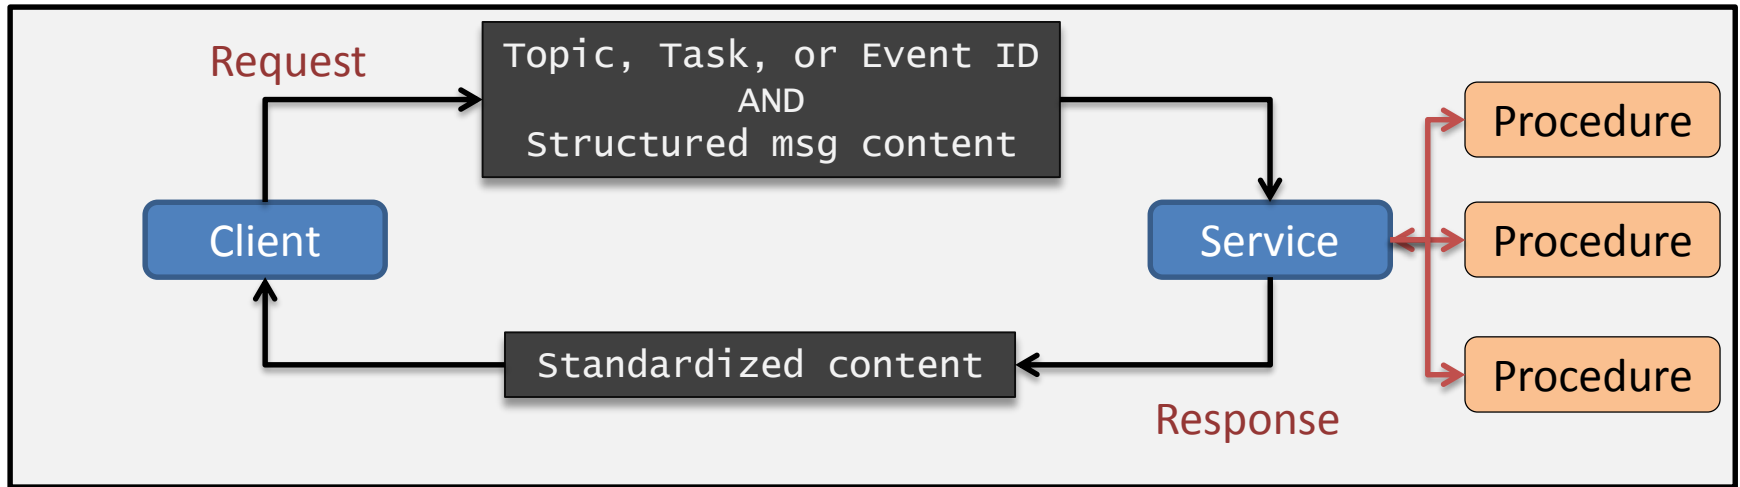 Request
Topic, Task, or Event ID
AND
Structured msg content
Procedure
Client
Service
Procedure
Standardized content
Procedure
Response